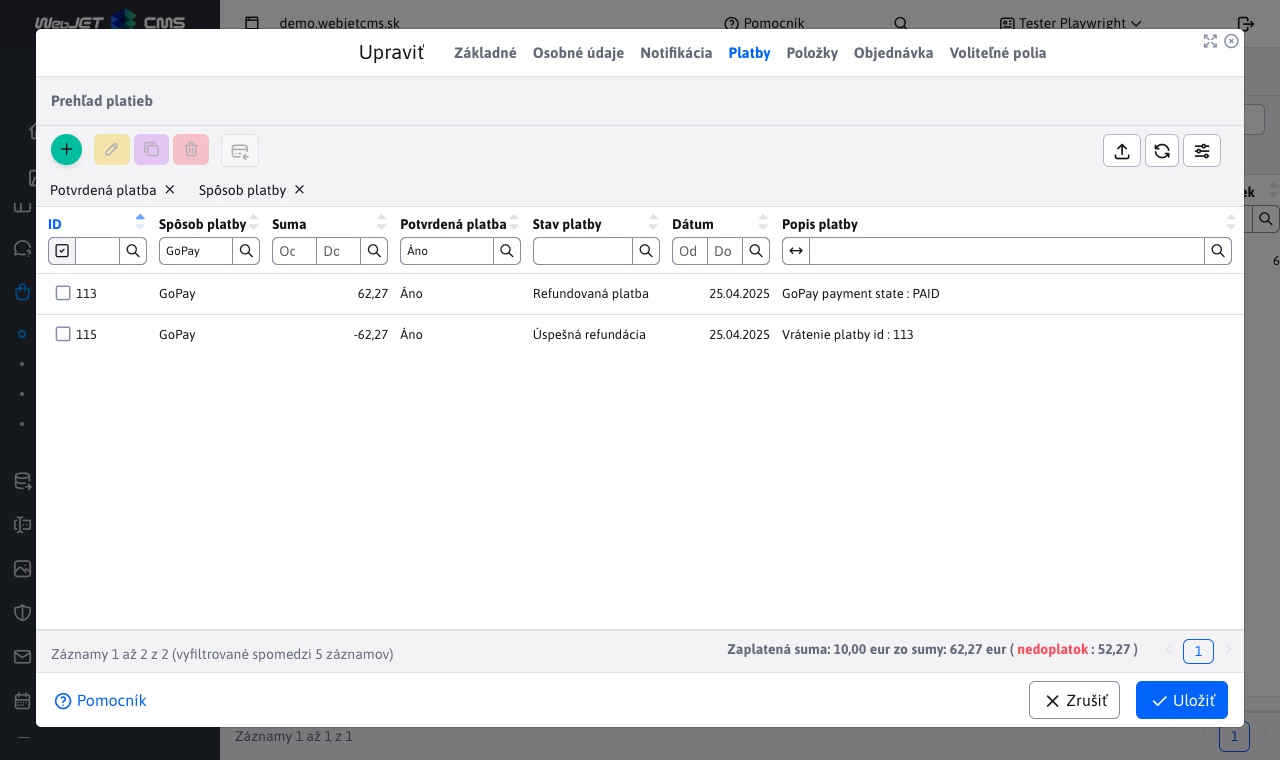 WebJET CMS
demo.webjetcms.sk
Pomocník
Tester Playwright
Upraviť
Základné
Osobné údaje
Notifikácia
Platby
Položky
Objednávka
Voliteľné polia
Prehľad platieb
Potvrdená platba
Spôsob platby
ID
Spôsob platby
Suma
Potvrdená platba
Stav platby
Dátum
Popis platby
GoPay
Do
Áno
Od
Do
113 GoPay 62,27 Áno Refundovaná platba 25.04.2025 GoPay payment state : PAID
115 GoPay -62,27 Áno Úspešná refundácia 25.04.2025 Vrátenie platby id : 113
6
Záznamy 1 až 2 z 2 (vyfiltrované spomedzi 5 záznamov)
Zaplatená suma: 10,00 eur zo sumy: 62,27 eur ( nedoplatok : 52,27 )
1
Pomocník
Zrušiť
Uložiť
Záznamy 1 až 1 z 1
1